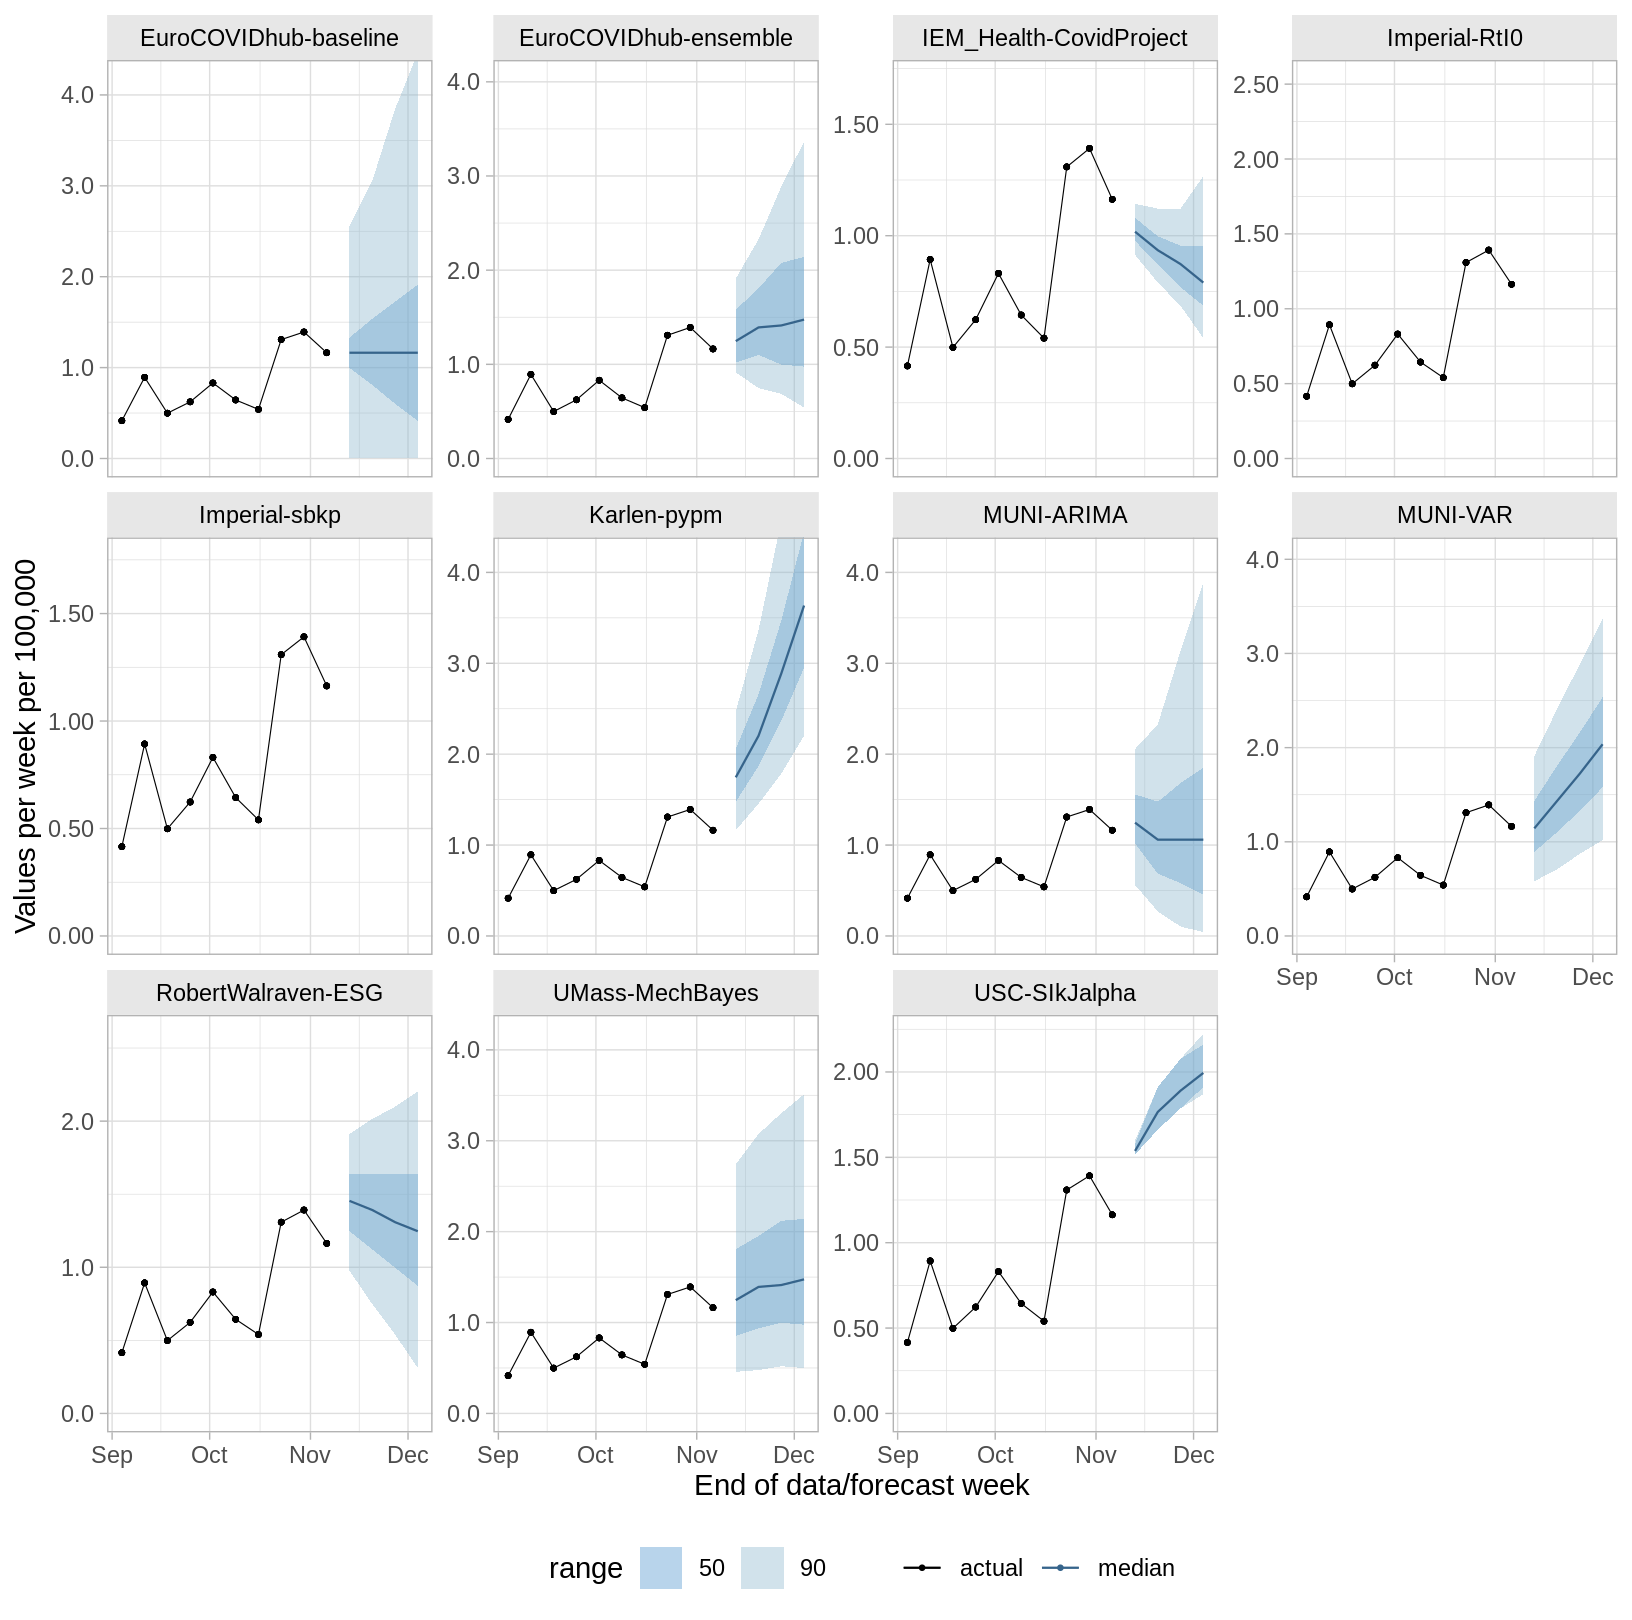 EuroCOVIDhub-baseline
EuroCOVIDhub-ensemble
IEM_Health-CovidProject
Imperial-RtI0
4.0
3.0
2.0
1.0
0.0
4.0
3.0
2.0
1.0
0.0
1.50
1.00
0.50
0.00
2.50
2.00
1.50
1.00
0.50
0.00
Values per week per 100,000
Imperial-sbkp
Karlen-pypm
MUNI-ARIMA
MUNI-VAR
1.50
1.00
0.50
0.00
4.0
3.0
2.0
1.0
0.0
4.0
3.0
2.0
1.0
0.0
4.0
3.0
2.0
1.0
0.0
Sep Oct Nov Dec
RobertWalraven-ESG
UMass-MechBayes
USC-SIkJalpha
2.0
1.0
0.0
4.0
3.0
2.0
1.0
0.0
2.00
1.50
1.00
0.50
0.00
Sep Oct Nov Dec
Sep Oct Nov Dec
Sep Oct Nov Dec
End of data/forecast week
range 50 90 actual median